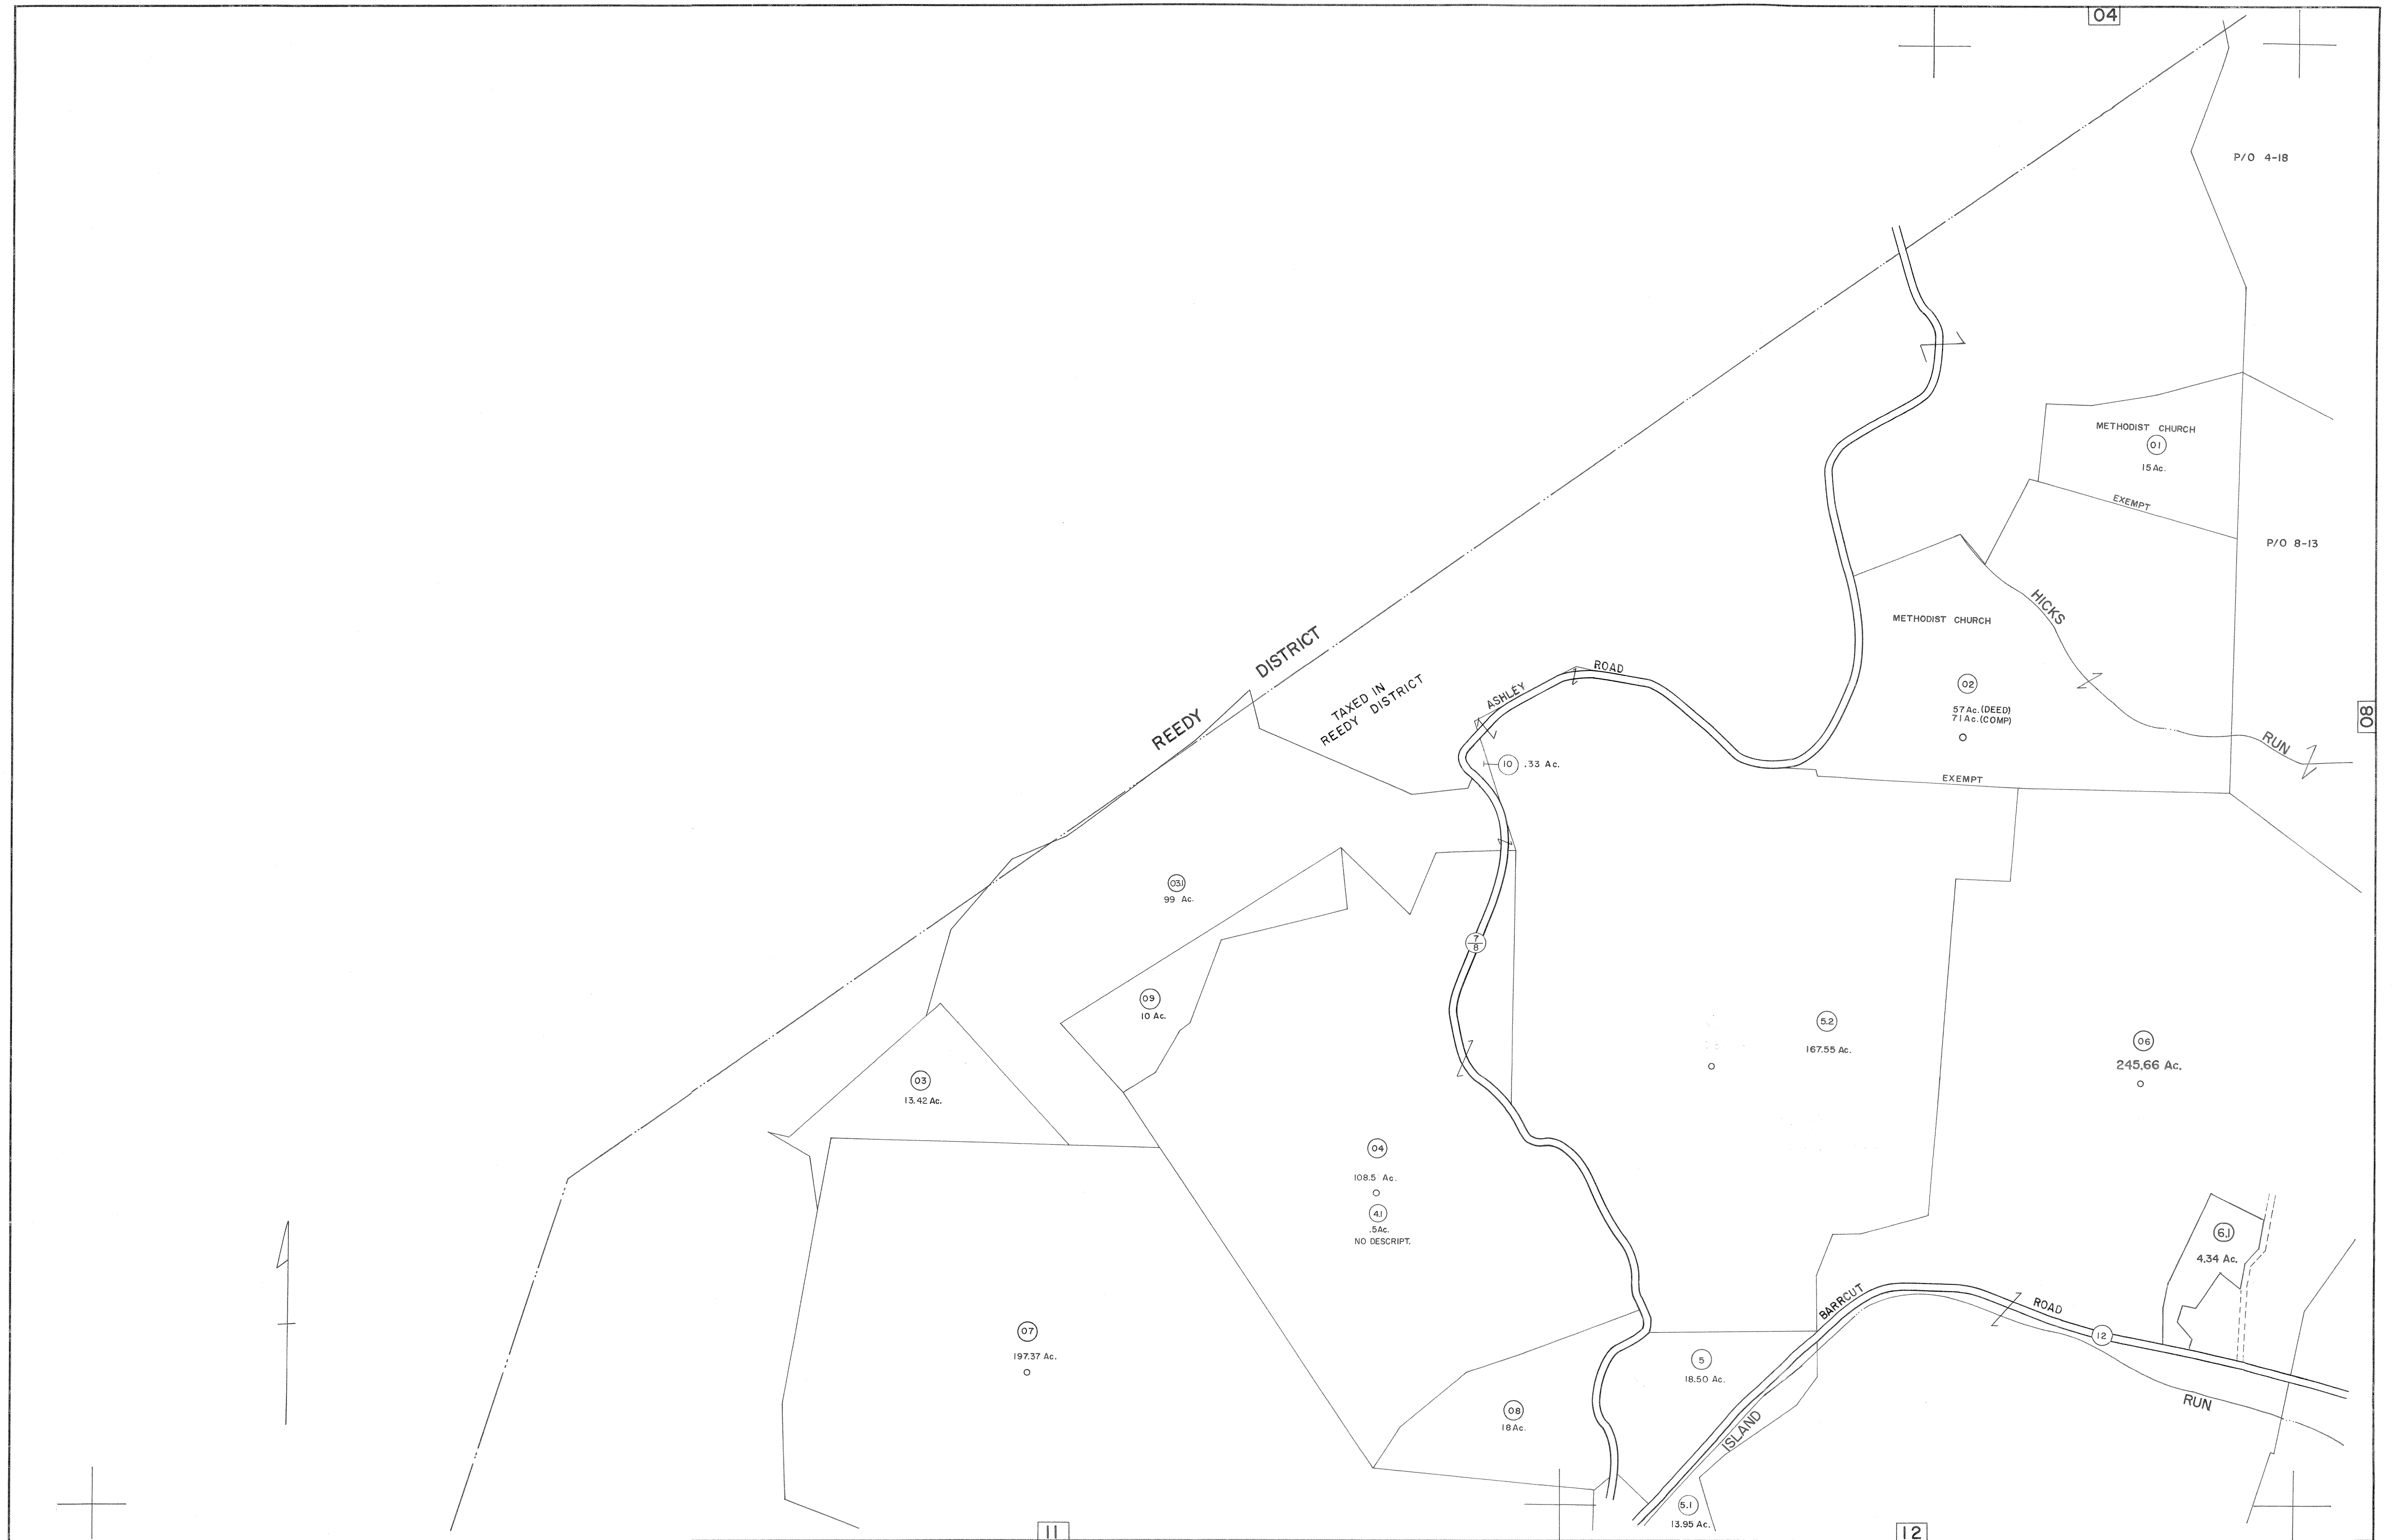 04
P/O 4-18
METHODIST CHURCH
01
15 Ac.
EXEMPT
P/O 8-13
HICKS
RUN
METHODIST CHURCH
02
57 Ac. (DEED)
71 Ac. (COMP)
EXEMPT
08
REEDY DISTRICT
TAXED IN
REEDY DISTRICT
ASHLEY ROAD
10 .33 Ac.
03.1
99 Ac.
7
8
09
10 Ac.
03
13.42 Ac.
5.2
167.55 Ac.
06
245.66 Ac.
04
108.5 Ac.
4.1
.5 Ac.
NO DESCRIPT.
6.1
4.34 Ac.
BARRCUT ROAD
12
07
197.37 Ac.
5
18.50 Ac.
08
18 Ac.
ISLAND RUN
5.1
13.95 Ac.
11
12